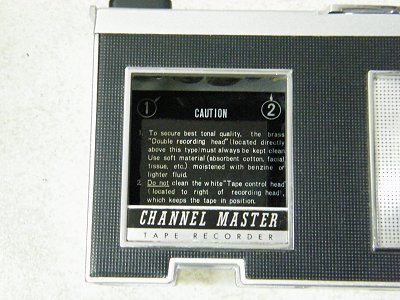 1 CAUTION 2
1. To secure best tonal quality, the brass
"Double recording head" (located directly
above this type) must always be kept clean.
Use soft material (absorbent cotton, facial
tissue, etc.) moistened with benzine or
lighter fluid.
2. Do not clean the white "Tape control head"
(located to right of recording head),
which keeps the tape in position.
CHANNEL MASTER
TAPE RECORDER